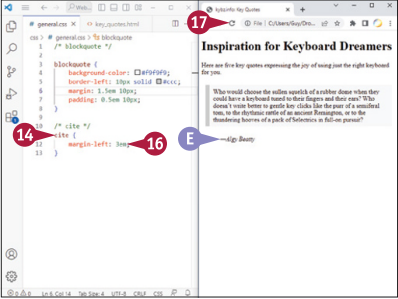 general.css
key_quotes.html
css > # general.css > blockquote
1 /* blockquote */
2
3 blockquote {
4 background-color: #f9f9f9;
5 border-left: 10px solid #ccc;
6 margin: 1.5em 10px;
7 padding: 0.5em 10px;
8 }
9
10 /* cite */
11 cite {
12 margin-left: 3em;
13 }
14
16
0 0
Ln 6, Col 14 Tab Size: 4 UTF-8 CRLF CSS
kybd.info Key Quotes
17
File C:/Users/Guy/Dro...
Inspiration for Keyboard Dreamers
Here are five key quotes expressing the joy of using just the right keyboard
for you.
Who would choose the sullen squelch of a rubber dome when they
could have a keyboard tuned to their fingers and their ears? Who
doesn't write better to gentle key clicks like the purr of a semiferal
tom, to the rhythmic rattle of an ancient Remington, or to the
thundering hooves of a pack of Selectrics in full-on pursuit?
E
—Algy Beasty